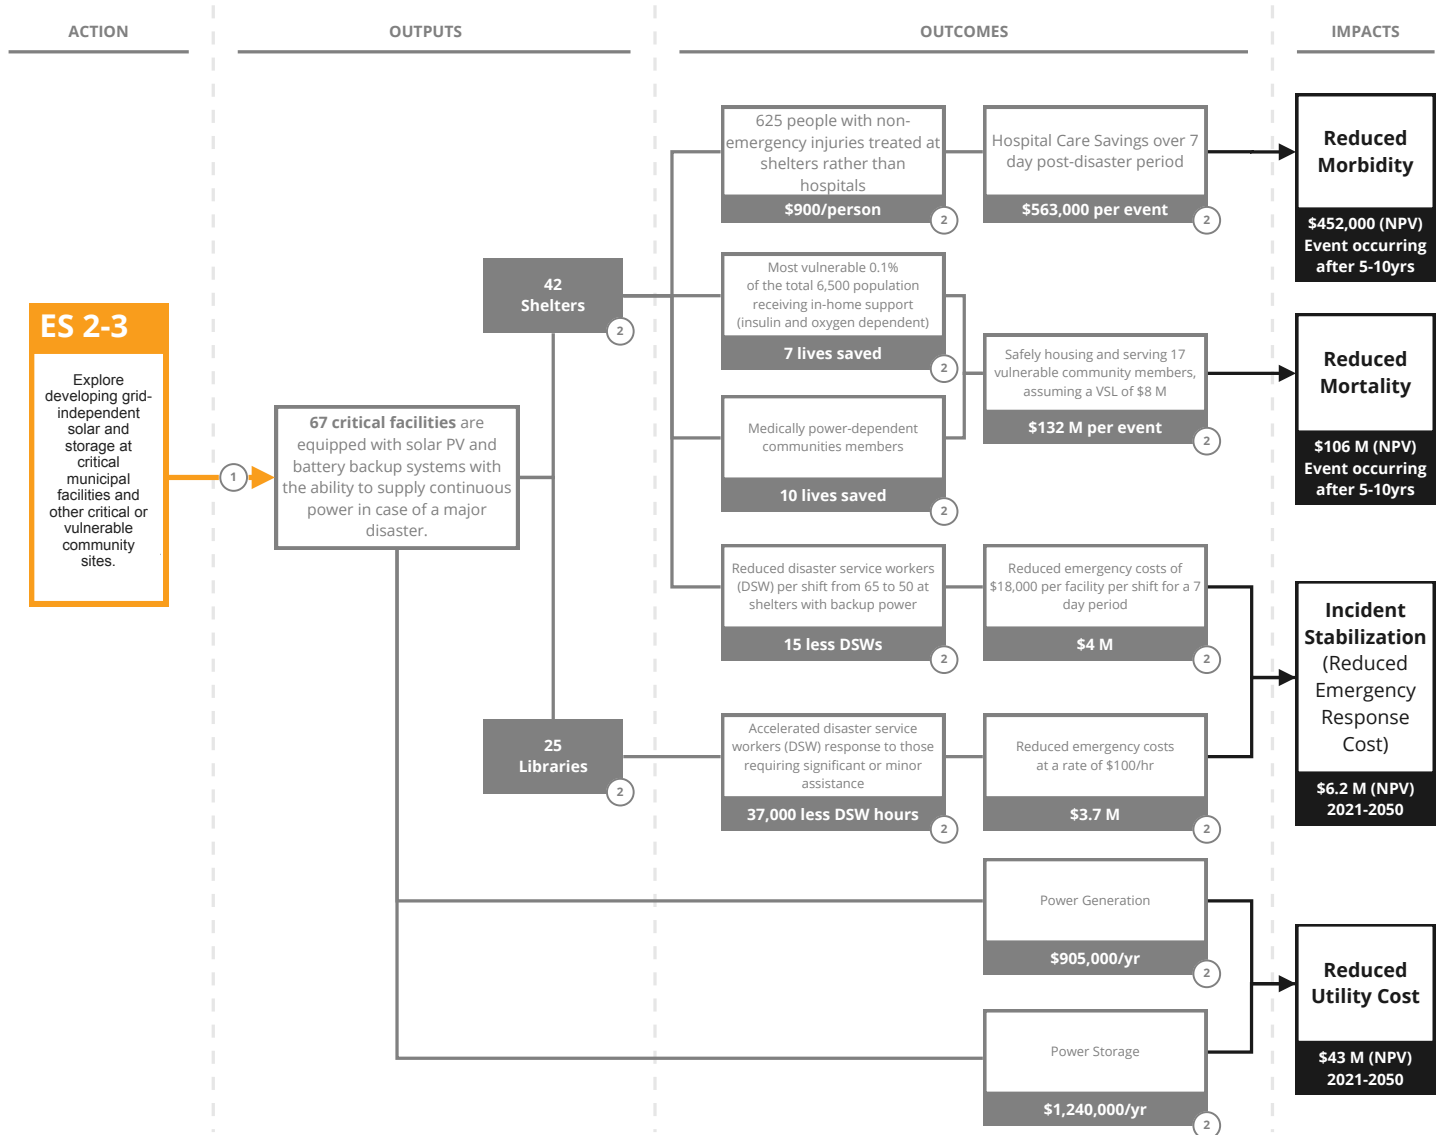 ACTION
OUTPUTS
OUTCOMES
IMPACTS
ES 2-3
Explore
developing grid-
independent
solar and
storage at
critical
municipal
facilities and
other critical or
vulnerable
community
sites.
1
67 critical facilities are
equipped with solar PV and
battery backup systems with
the ability to supply continuous
power in case of a major
disaster.
42
Shelters
2
25
Libraries
2
625 people with non-
emergency injuries treated at
shelters rather than
hospitals
$900/person
2
Hospital Care Savings over 7
day post-disaster period
$563,000 per event
2
Reduced
Morbidity
$452,000 (NPV)
Event occurring
after 5-10yrs
Most vulnerable 0.1%
of the total 6,500 population
receiving in-home support
(insulin and oxygen dependent)
7 lives saved
2
Medically power-dependent
communities members
10 lives saved
2
Safely housing and serving 17
vulnerable community members,
assuming a VSL of $8 M
$132 M per event
2
Reduced
Mortality
$106 M (NPV)
Event occurring
after 5-10yrs
Reduced disaster service workers
(DSW) per shift from 65 to 50 at
shelters with backup power
15 less DSWs
2
Reduced emergency costs of
$18,000 per facility per shift for a 7
day period
$4 M
2
Accelerated disaster service
workers (DSW) response to those
requiring significant or minor
assistance
37,000 less DSW hours
2
Reduced emergency costs
at a rate of $100/hr
$3.7 M
2
Incident
Stabilization
(Reduced
Emergency
Response
Cost)
$6.2 M (NPV)
2021-2050
Power Generation
$905,000/yr
2
Power Storage
$1,240,000/yr
2
Reduced
Utility Cost
$43 M (NPV)
2021-2050